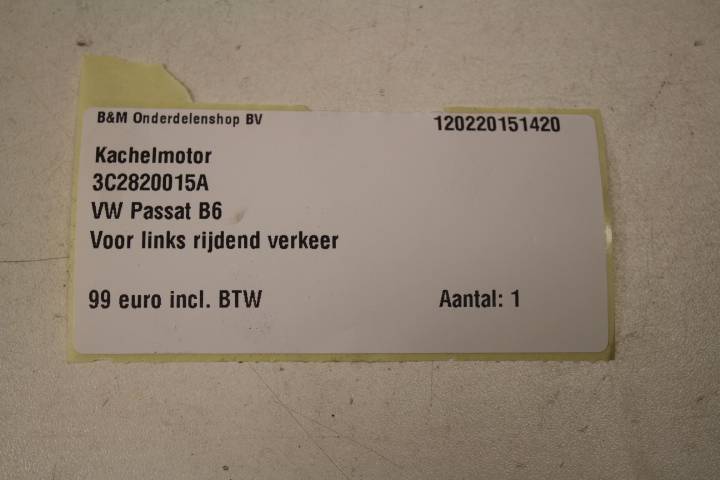 B&M Onderdelenshop BV 120220151420
Kachelmotor
3C2820015A
VW Passat B6
Voor links rijdend verkeer
99 euro incl. BTW Aantal: 1